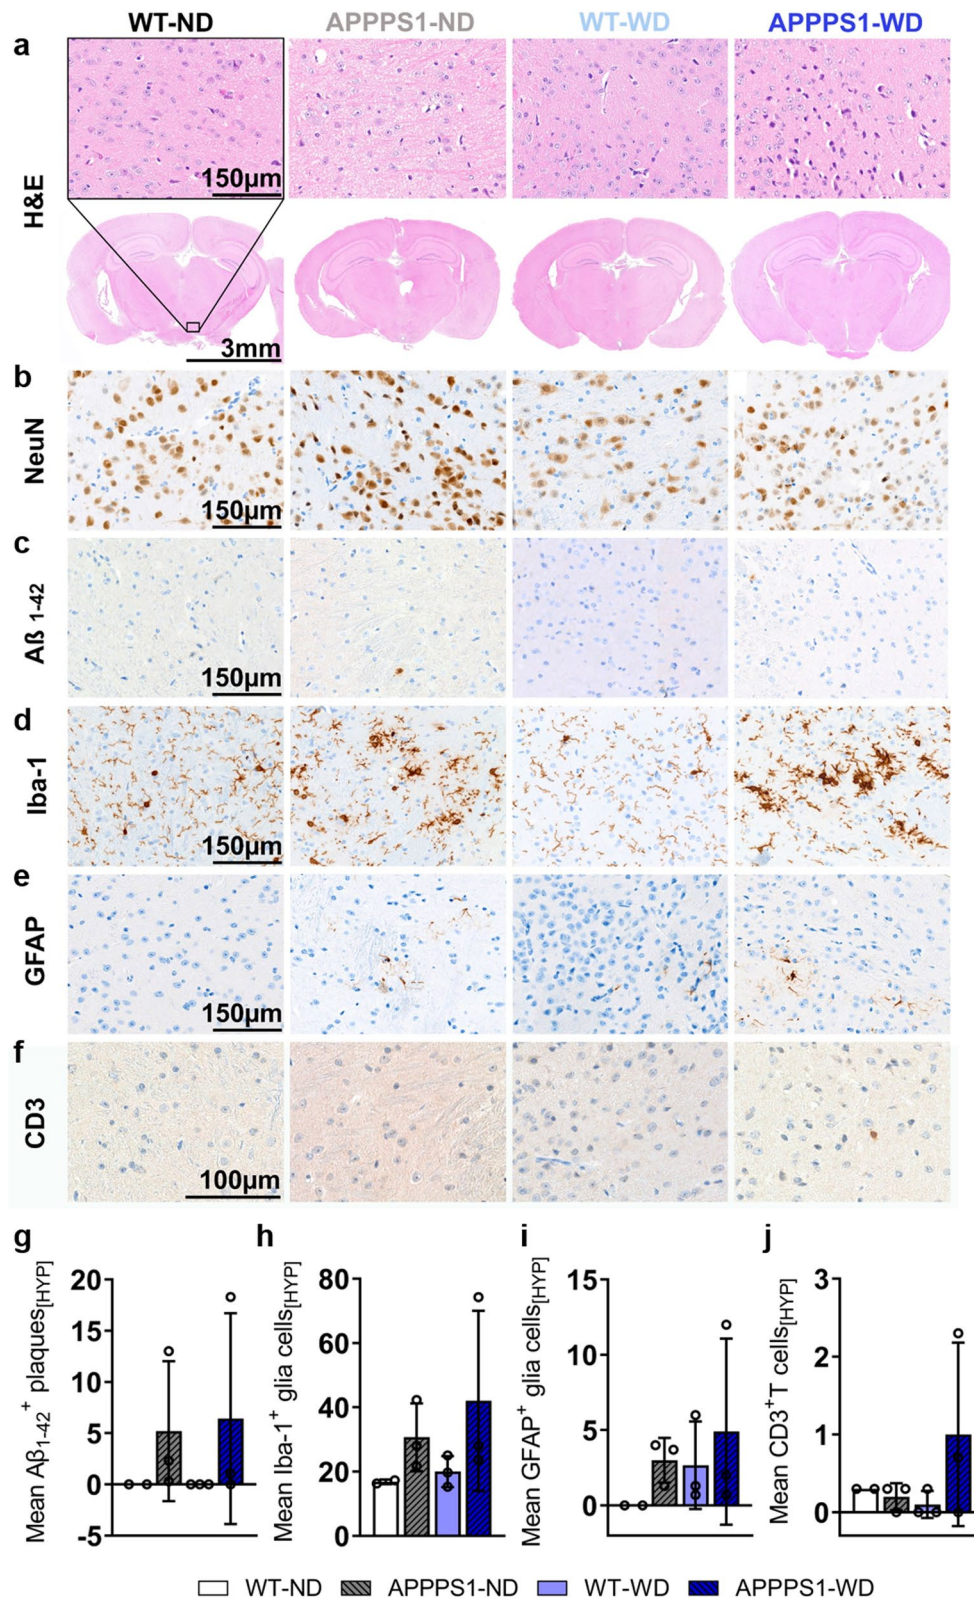 WT-ND APPPS1-ND WT-WD APPPS1-WD
a
H&E
150µm
3mm
b
NeuN
150µm
c
Aß 1-42
150µm
d
Iba-1
150µm
e
GFAP
150µm
f
CD3
100µm
g
Mean Aβ1-42+ plaques[HYP]
20
15
10
5
0
-5
h
Mean Iba-1+ glia cells[HYP]
80
60
40
20
0
i
Mean GFAP+ glia cells[HYP]
15
10
5
0
j
Mean CD3+T cells[HYP]
3
2
1
0
WT-ND APPPS1-ND WT-WD APPPS1-WD